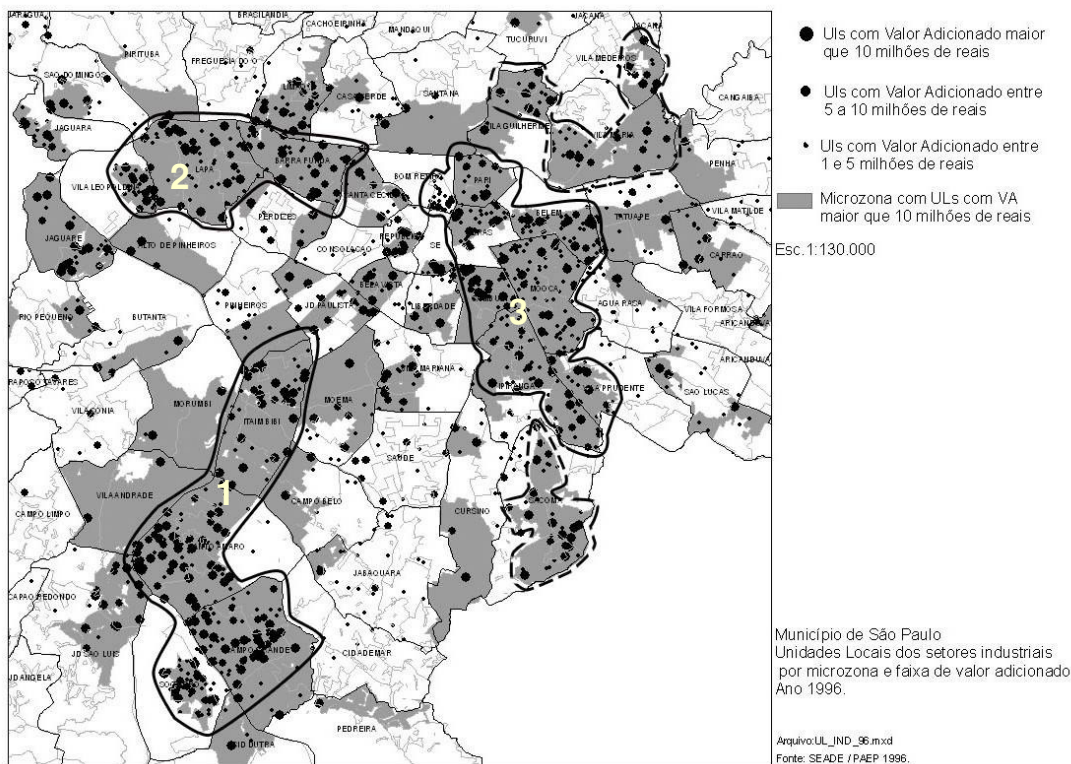 BRASILANDIA
CACHOEIRINHA
MANDAQUI
JACANA
TUCURUVI
PIRITUBA
FREGUESIA DO O
VILA MEDEIROS
SAO DOMINGOS
SANTANA
CANGAIBA
JAGUARA
VILA GUILHERME
VILA MARIA
PENHA
LAPA
BARRA FUNDA
2
VILA LEOPOLDINA
BOM RETIRO
PARI
SANTA CECILIA
PERDIZES
BELEM
TATUAPE
VILA MATILDE
JAGUARE
ALTO DE PINHEIROS
CONSOLACAO
REPUBLICA
SE
CARRAO
BELA VISTA
MOOCA
PINHEIROS
JD PAULISTA
LIBERDADE
3
AGUA RASA
VILA FORMOSA
RIO PEQUENO
BUTANTA
ARICANDUVA
RAPOSO TAVARES
VILA MARIANA
IPIRANGA
VILA PRUDENTE
SAO LUCAS
MORUMBI
MOEMA
VILA SONIA
ITAIM BIBI
SAUDE
VILA ANDRADE
1
CAMPO BELO
SACOMA
CAMPO LIMPO
CURSINO
SANTO AMARO
JABAQUARA
CAPAO REDONDO
JD SAO LUIS
CAMPO GRANDE
CIDADEMAR
JD ANGELA
SOCORRO
PEDREIRA
CID DUTRA
Uls com Valor Adicionado maior
que 10 milhões de reais
Uls com Valor Adicionado entre
5 a 10 milhões de reais
Uls com Valor Adicionado entre
1 e 5 milhões de reais
Microzona com ULs com VA
maior que 10 milhões de reais
Esc.1:130.000
Município de São Paulo
Unidades Locais dos setores industriais
por microzona e faixa de valor adicionado
Ano 1996.
Arquivo:UL_IND_96.mxd
Fonte: SEADE / PAEP 1996.